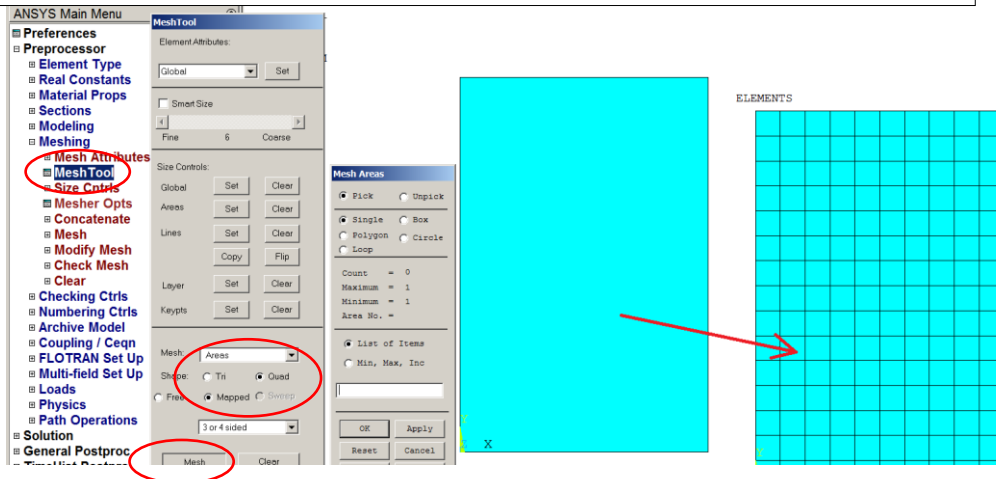 ANSYS Main Menu
Preferences
Preprocessor
Element Type
Real Constants
Material Props
Sections
Modeling
Meshing
Mesh Attributes
MeshTool
Size Cntrls
Mesher Opts
Concatenate
Mesh
Modify Mesh
Check Mesh
Clear
Checking Ctrls
Numbering Ctrls
Archive Model
Coupling / Ceqn
FLOTRAN Set Up
Multi-field Set Up
Loads
Physics
Path Operations
Solution
General Postproc
MeshTool
Element Attributes:
Global Set
Smart Size
Fine 6 Coarse
Size Controls:
Global Set Clear
Areas Set Clear
Lines Set Clear
Copy Flip
Layer Set Clear
Keypts Set Clear
Mesh: Areas
Shape: Tri Quad
Free Mapped Sweep
3 or 4 sided
Mesh Clear
Mesh Areas
Pick Unpick
Single Box
Polygon Circle
Loop
Count = 0
Maximum = 1
Minimum = 1
Area No. =
List of Items
Min, Max, Inc
OK Apply
Reset Cancel
Y
Z X
ELEMENTS
Y